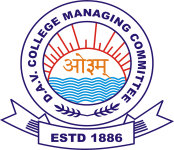 D.A.V. COLLEGE MANAGING COMMITTEE
ओ३म्
ESTD 1886